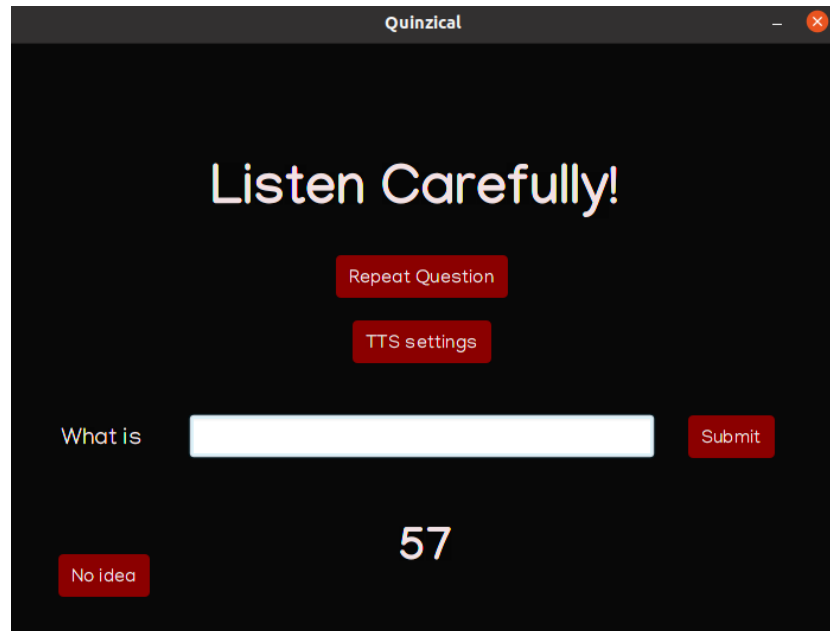 Quinzical
Listen Carefully!
Repeat Question
TTS settings
What is
Submit
57
No idea